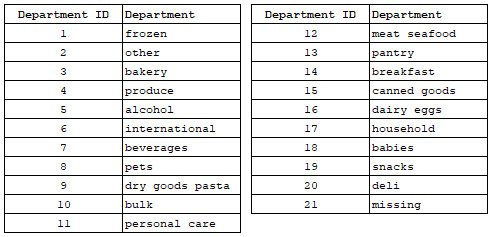 Department ID Department
1 frozen
2 other
3 bakery
4 produce
5 alcohol
6 international
7 beverages
8 pets
9 dry goods pasta
10 bulk
11 personal care
Department ID Department
12 meat seafood
13 pantry
14 breakfast
15 canned goods
16 dairy eggs
17 household
18 babies
19 snacks
20 deli
21 missing